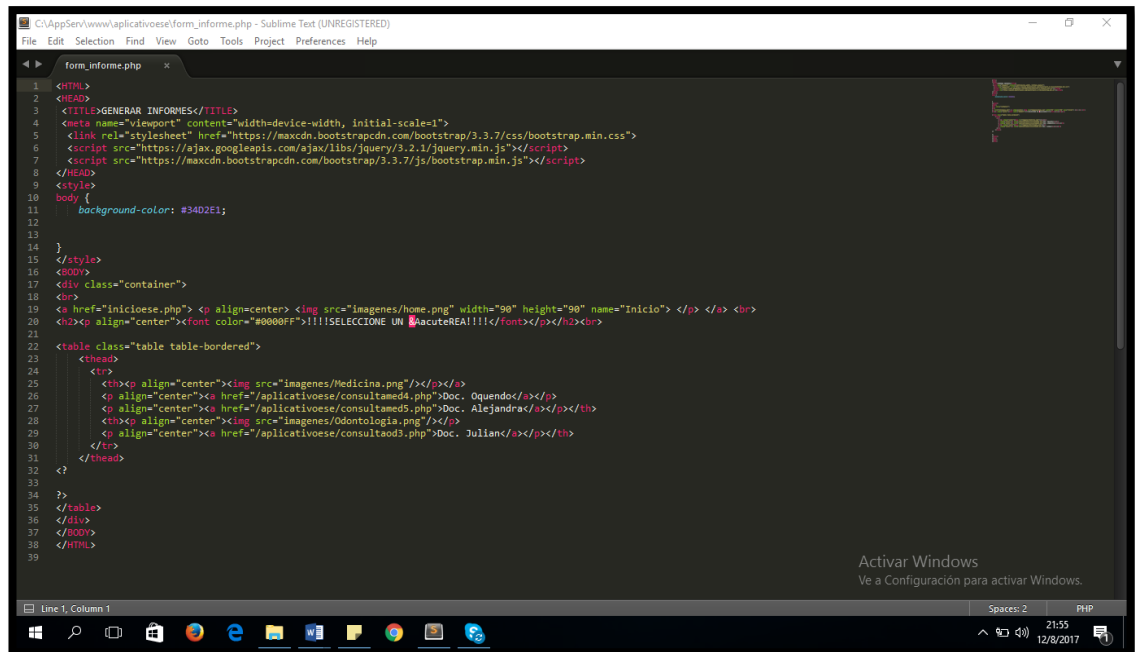 C:\AppServ\www\aplicativoese\form_informe.php - Sublime Text (UNREGISTERED)
File Edit Selection Find View Goto Tools Project Preferences Help
form_informe.php ×
1 <HTML>
2 <HEAD>
3 <TITLE>GENERAR INFORMES</TITLE>
4 <meta name="viewport" content="width=device-width, initial-scale=1">
5 <link rel="stylesheet" href="https://maxcdn.bootstrapcdn.com/bootstrap/3.3.7/css/bootstrap.min.css">
6 <script src="https://ajax.googleapis.com/ajax/libs/jquery/3.2.1/jquery.min.js"></script>
7 <script src="https://maxcdn.bootstrapcdn.com/bootstrap/3.3.7/js/bootstrap.min.js"></script>
8 </HEAD>
9 <style>
10 body {
11 background-color: #34D2E1;
12
13
14 }
15 </style>
16 <BODY>
17 <div class="container">
18 <br>
19 <a href="inicioese.php"> <p align=center> <img src="imagenes/home.png" width="90" height="90" name="Inicio"> </p> </a> <br>
20 <h2><p align="center"><font color="#0000FF">!!!!SELECCIONE UN &AacuteREA!!!!</font></p></h2><br>
21
22 <table class="table table-bordered">
23 <thead>
24 <tr>
25 <th><p align="center"><img src="imagenes/Medicina.png"/></p></a>
26 <p align="center"><a href="/aplicativoese/consultamed4.php">Doc. Oquendo</a></p>
27 <p align="center"><a href="/aplicativoese/consultamed5.php">Doc. Alejandra</a></p></th>
28 <th><p align="center"><img src="imagenes/Odontologia.png"/></p>
29 <p align="center"><a href="/aplicativoese/consultaod3.php">Doc. Julian</a></p></th>
30 </tr>
31 </thead>
32 <?
33
34 ?>
35 </table>
36 </div>
37 </BODY>
38 </HTML>
39
Activar Windows
Ve a Configuración para activar Windows.
Line 1, Column 1 Spaces: 2 PHP
21:55
12/8/2017